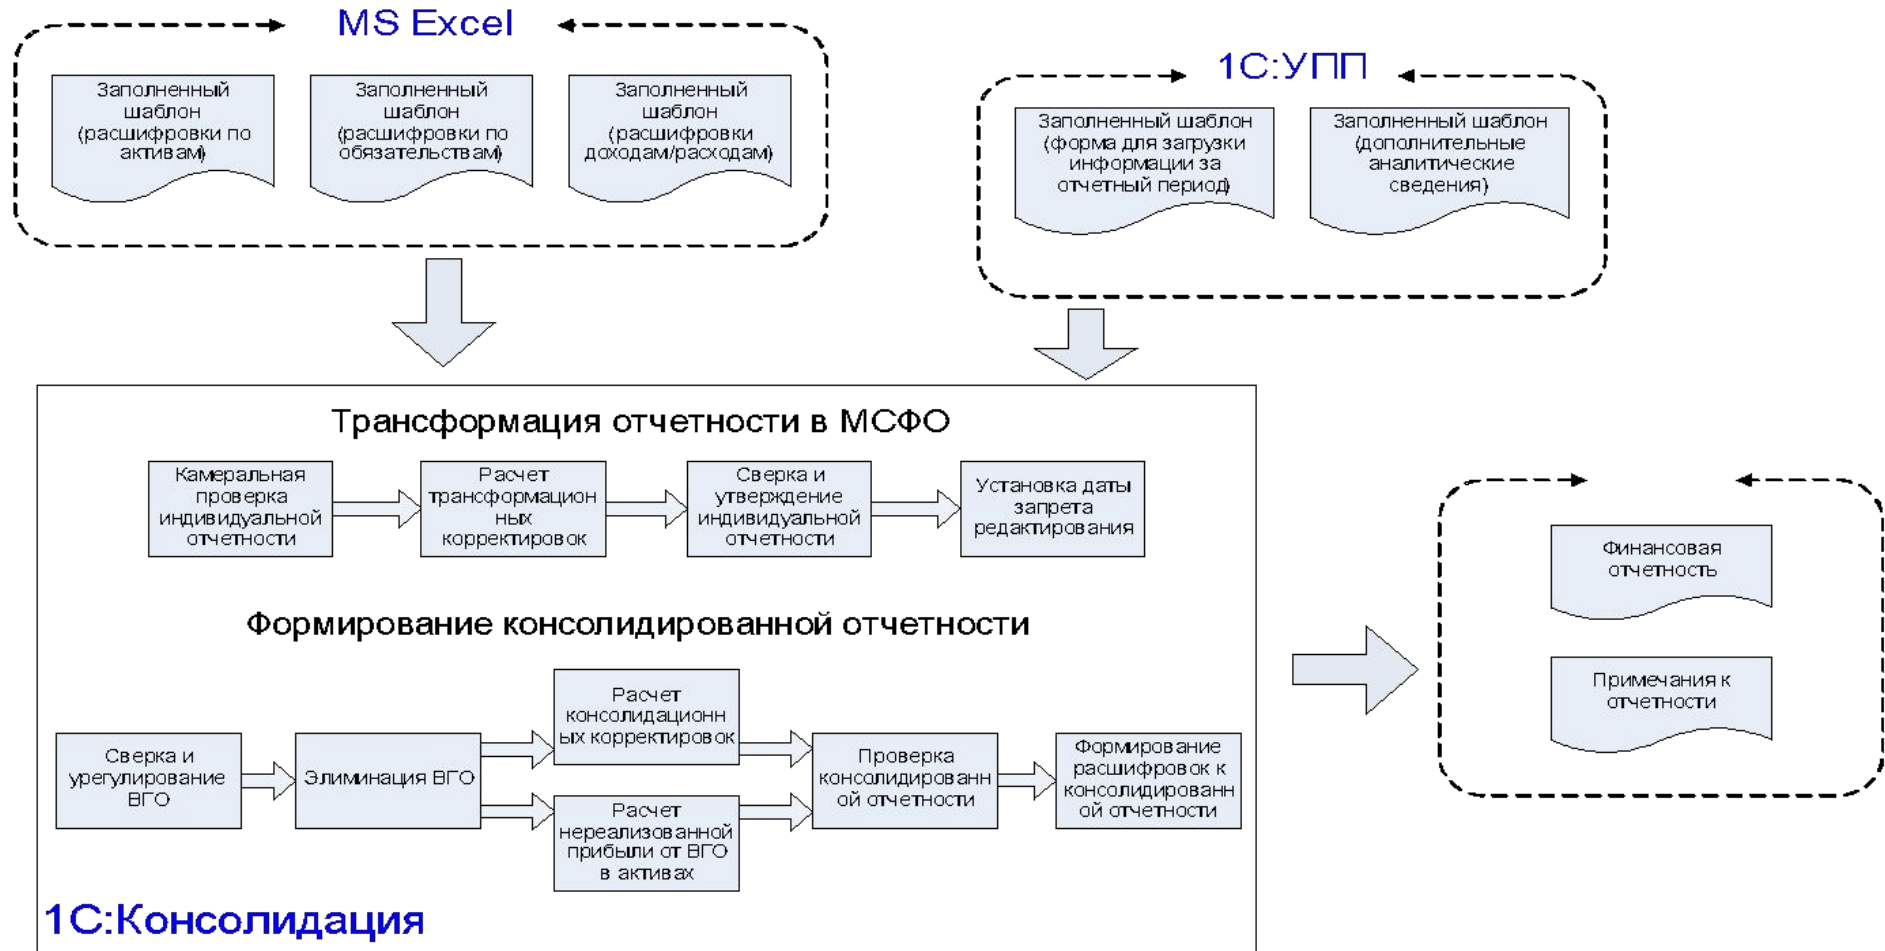 MS Excel
Заполненный
шаблон
(расшифровки по
активам)
Заполненный
шаблон
(расшифровки по
обязательствам)
Заполненный
шаблон
(расшифровки
доходам/расходам)
1С:УПП
Заполненный шаблон
(форма для загрузки
информации за
отчетный период)
Заполненный шаблон
(дополнительные
аналитические
сведения)
Трансформация отчетности в МСФО
Камеральная
проверка
индивидуальной
отчетности
Расчет
трансформацион
ных
корректировок
Сверка и
утверждение
индивидуальной
отчетности
Установка даты
запрета
редактирования
Формирование консолидированной отчетности
Сверка и
урегулирование
ВГО
Элиминация ВГО
Расчет
консолидационн
ых корректировок
Расчет
нереализованной
прибыли от ВГО
в активах
Проверка
консолидированн
ой отчетности
Формирование
расшифровок к
консолидированн
ой отчетности
1С:Консолидация
Финансовая
отчетность
Примечания к
отчетности